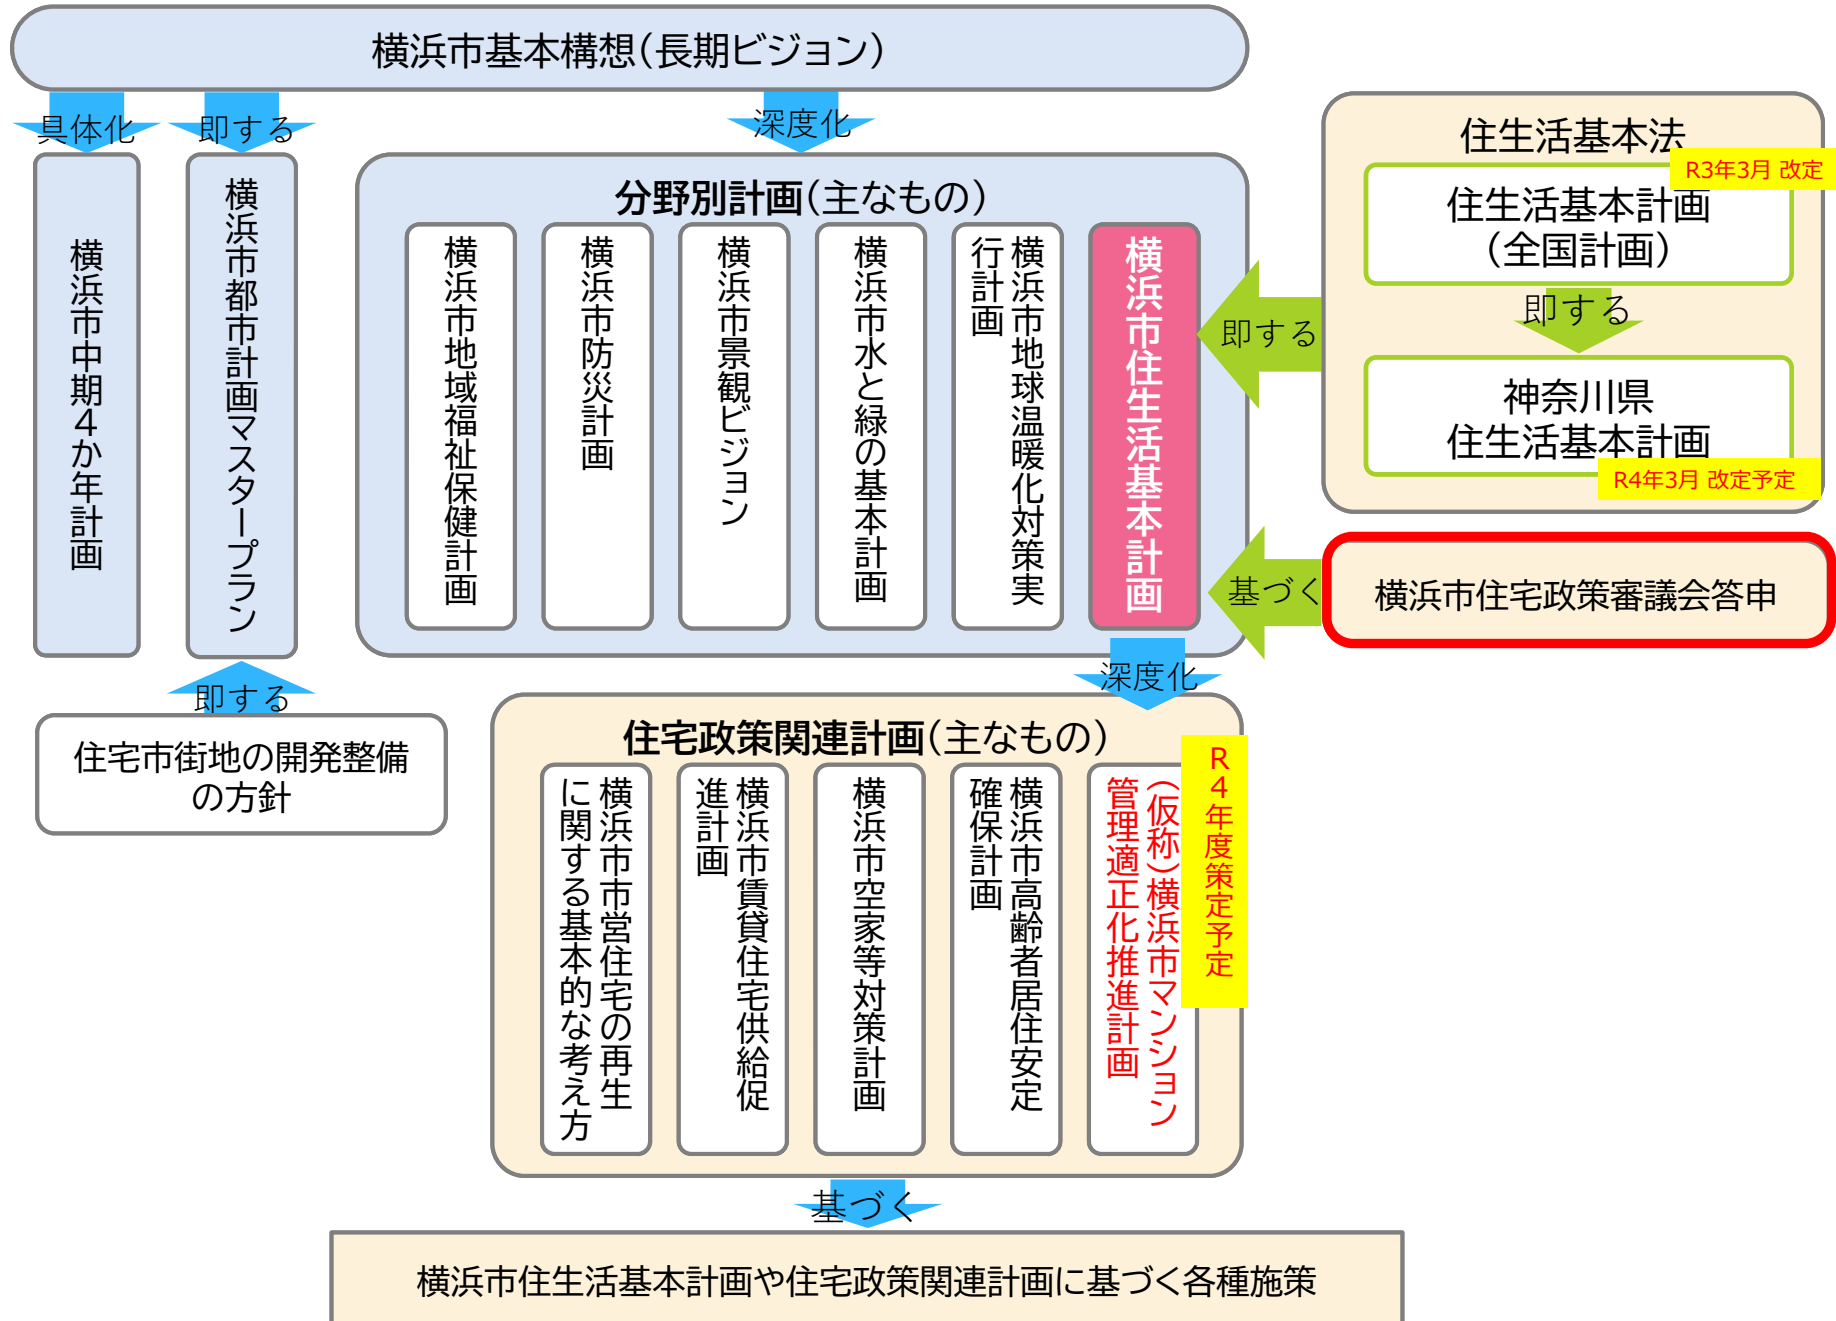 横浜市基本構想（長期ビジョン）
具体化
即する
深度化
横浜市中期４か年計画
横浜市都市計画マスタープラン
即する
住宅市街地の開発整備
の方針
分野別計画（主なもの）
横浜市地域福祉保健計画
横浜市防災計画
横浜市景観ビジョン
横浜市水と緑の基本計画
横浜市地球温暖化対策実
行計画
横浜市住生活基本計画
住生活基本法
R3年3月 改定
住生活基本計画
（全国計画）
即する
神奈川県
住生活基本計画
R4年3月 改定予定
即する
基づく
横浜市住宅政策審議会答申
深度化
住宅政策関連計画（主なもの）
横浜市市営住宅の再生
に関する基本的な考え方
横浜市賃貸住宅供給促
進計画
横浜市空家等対策計画
横浜市高齢者居住安定
確保計画
（仮称）横浜市マンション
管理適正化推進計画
R４年度策定予定
基づく
横浜市住生活基本計画や住宅政策関連計画に基づく各種施策